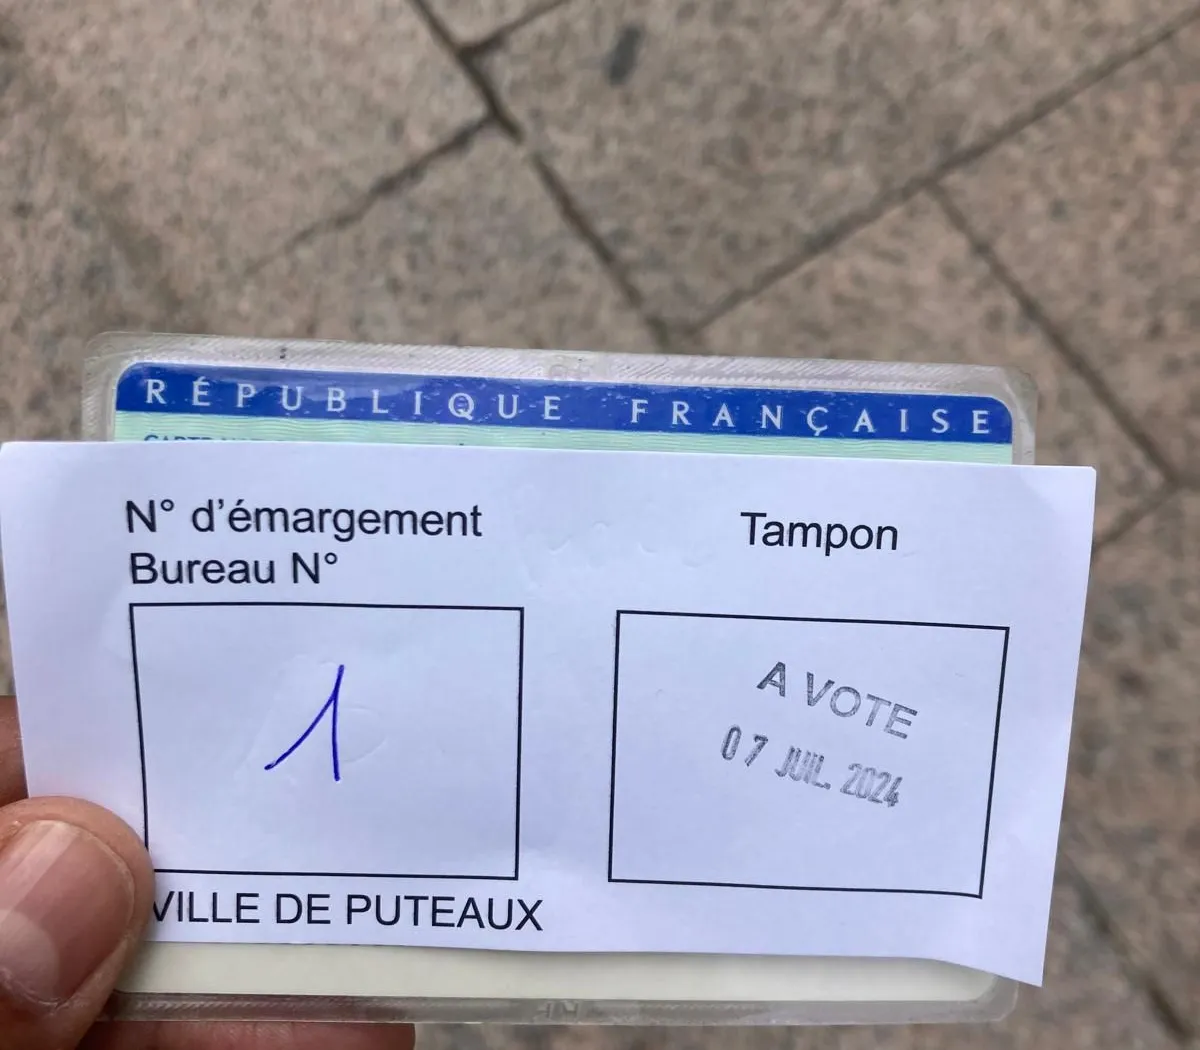 RÉPUBLIQUE FRANÇAISE
N° d'émargement
Bureau N°
1
Tampon
A VOTE
07 JUIL. 2024
VILLE DE PUTEAUX